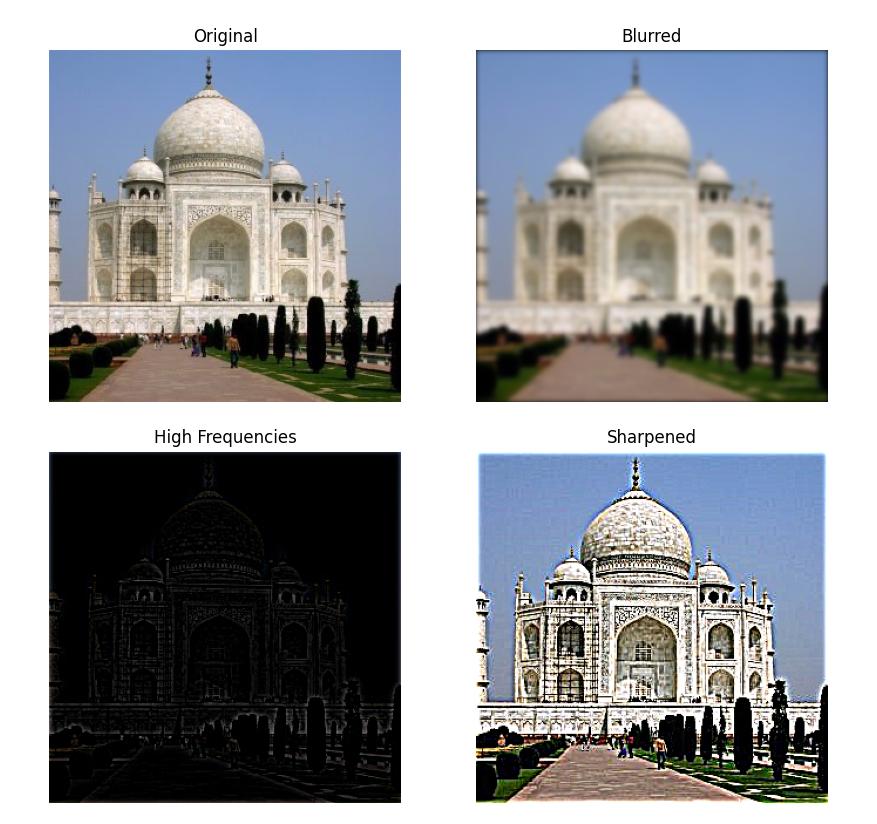 Original
Blurred
High Frequencies
Sharpened